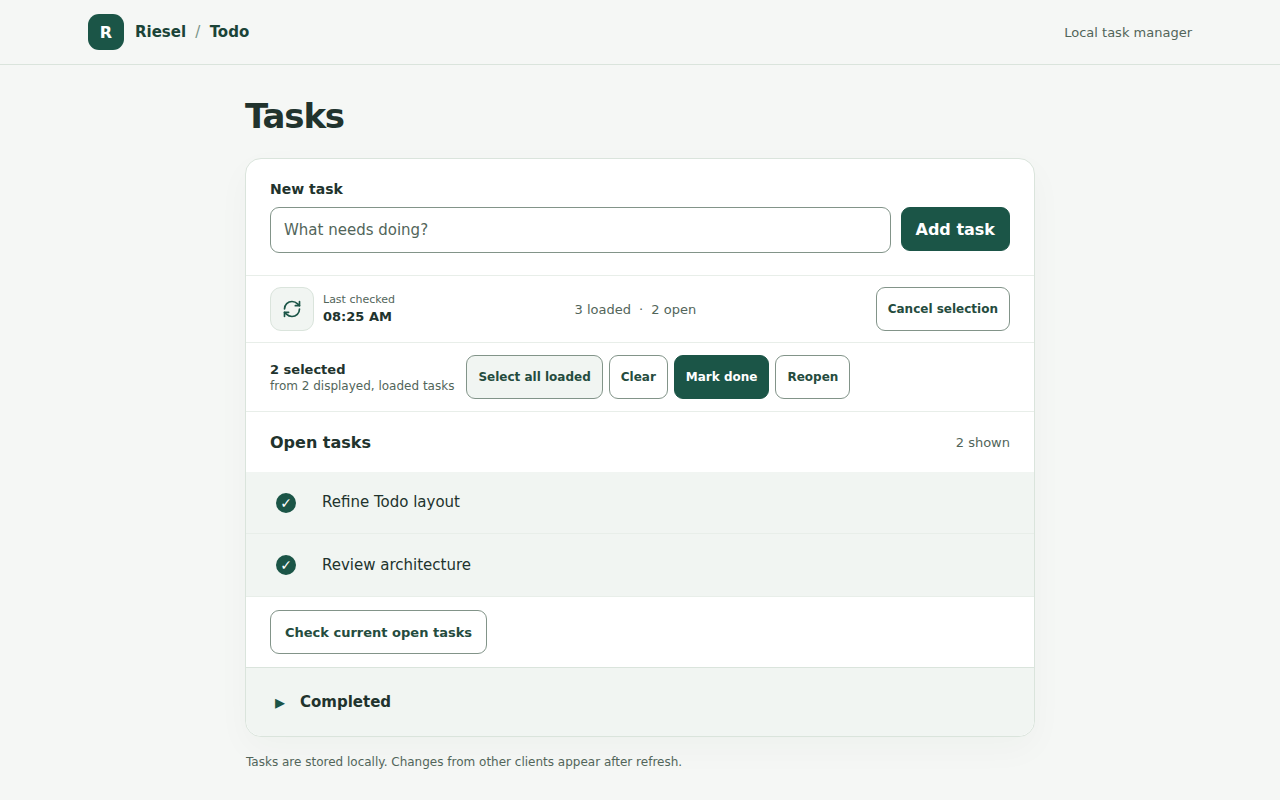 R Riesel / Todo
Local task manager
Tasks
New task
What needs doing?
Add task
Last checked
08:25 AM
3 loaded · 2 open
Cancel selection
2 selected
from 2 displayed, loaded tasks
Select all loaded
Clear
Mark done
Reopen
Open tasks
2 shown
Refine Todo layout
Review architecture
Check current open tasks
Completed
Tasks are stored locally. Changes from other clients appear after refresh.